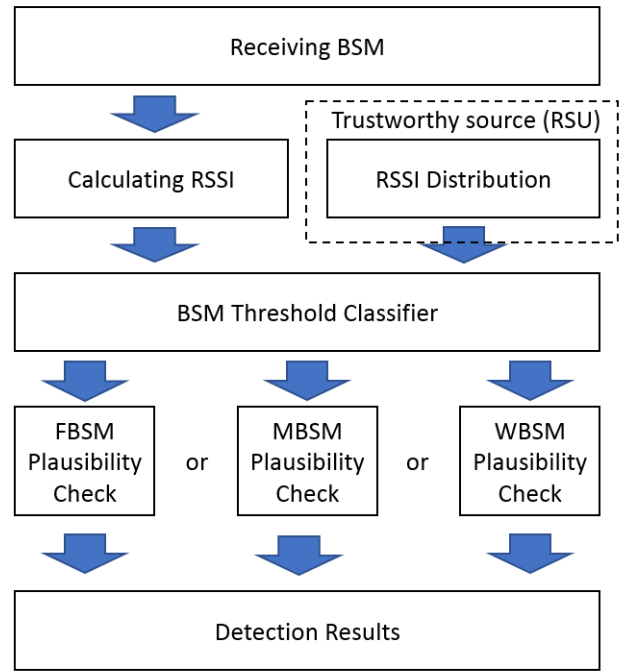 Receiving BSM
Trustworthy source (RSU)
Calculating RSSI
RSSI Distribution
BSM Threshold Classifier
FBSM
Plausibility
Check
or
MBSM
Plausibility
Check
or
WBSM
Plausibility
Check
Detection Results